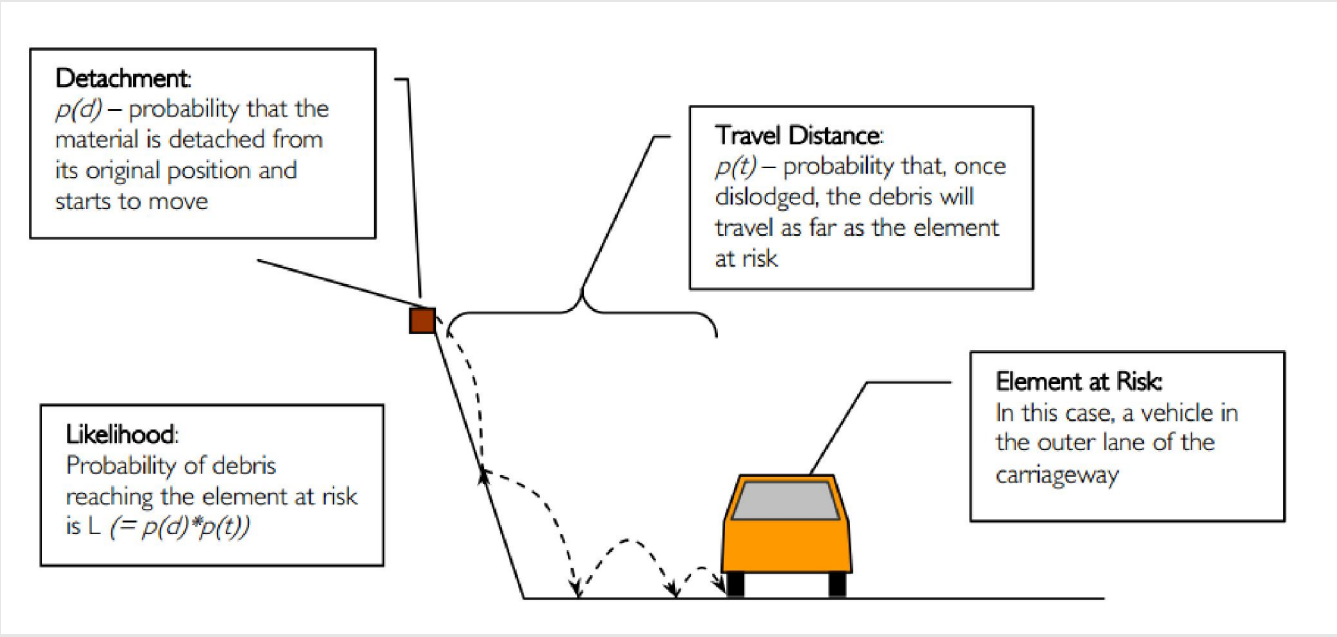 Detachment:
p(d) – probability that the
material is detached from
its original position and
starts to move
Travel Distance:
p(t) – probability that, once
dislodged, the debris will
travel as far as the element
at risk
Element at Risk:
In this case, a vehicle in
the outer lane of the
carriageway
Likelihood:
Probability of debris
reaching the element at risk
is L (= p(d)*p(t))